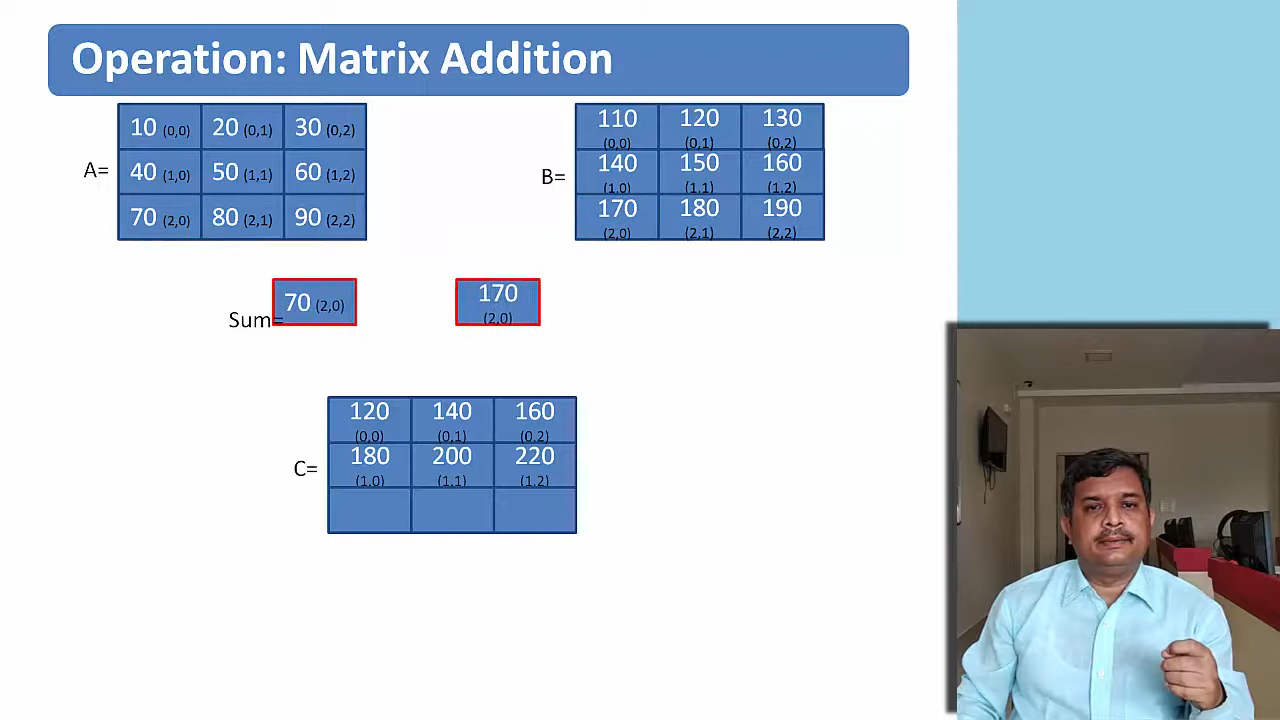 Operation: Matrix Addition
A=
10 (0,0) 20 (0,1) 30 (0,2)
40 (1,0) 50 (1,1) 60 (1,2)
70 (2,0) 80 (2,1) 90 (2,2)
B=
110 120 130
(0,0) (0,1) (0,2)
140 150 160
(1,0) (1,1) (1,2)
170 180 190
(2,0) (2,1) (2,2)
Sum=
70 (2,0)
170
(2,0)
C=
120 140 160
(0,0) (0,1) (0,2)
180 200 220
(1,0) (1,1) (1,2)